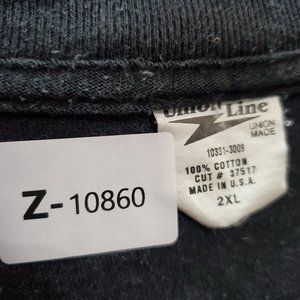 Union Line
UNION
MADE
10331-3009
100% COTTON
CUT # 37517
MADE IN U.S.A.
2XL
Z-10860